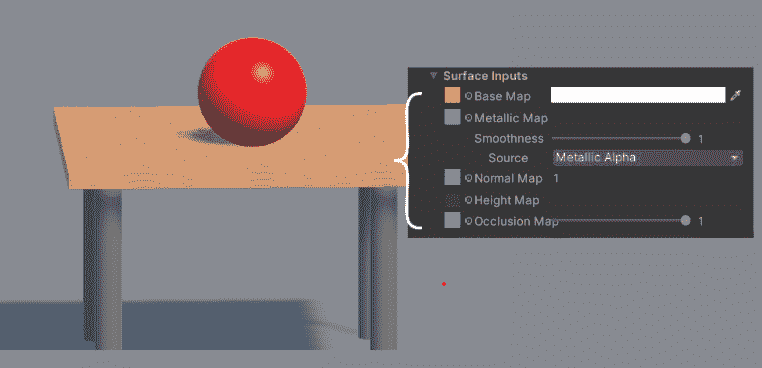 Surface Inputs
Base Map
Metallic Map
Smoothness 1
Source Metallic Alpha
Normal Map 1
Height Map
Occlusion Map 1